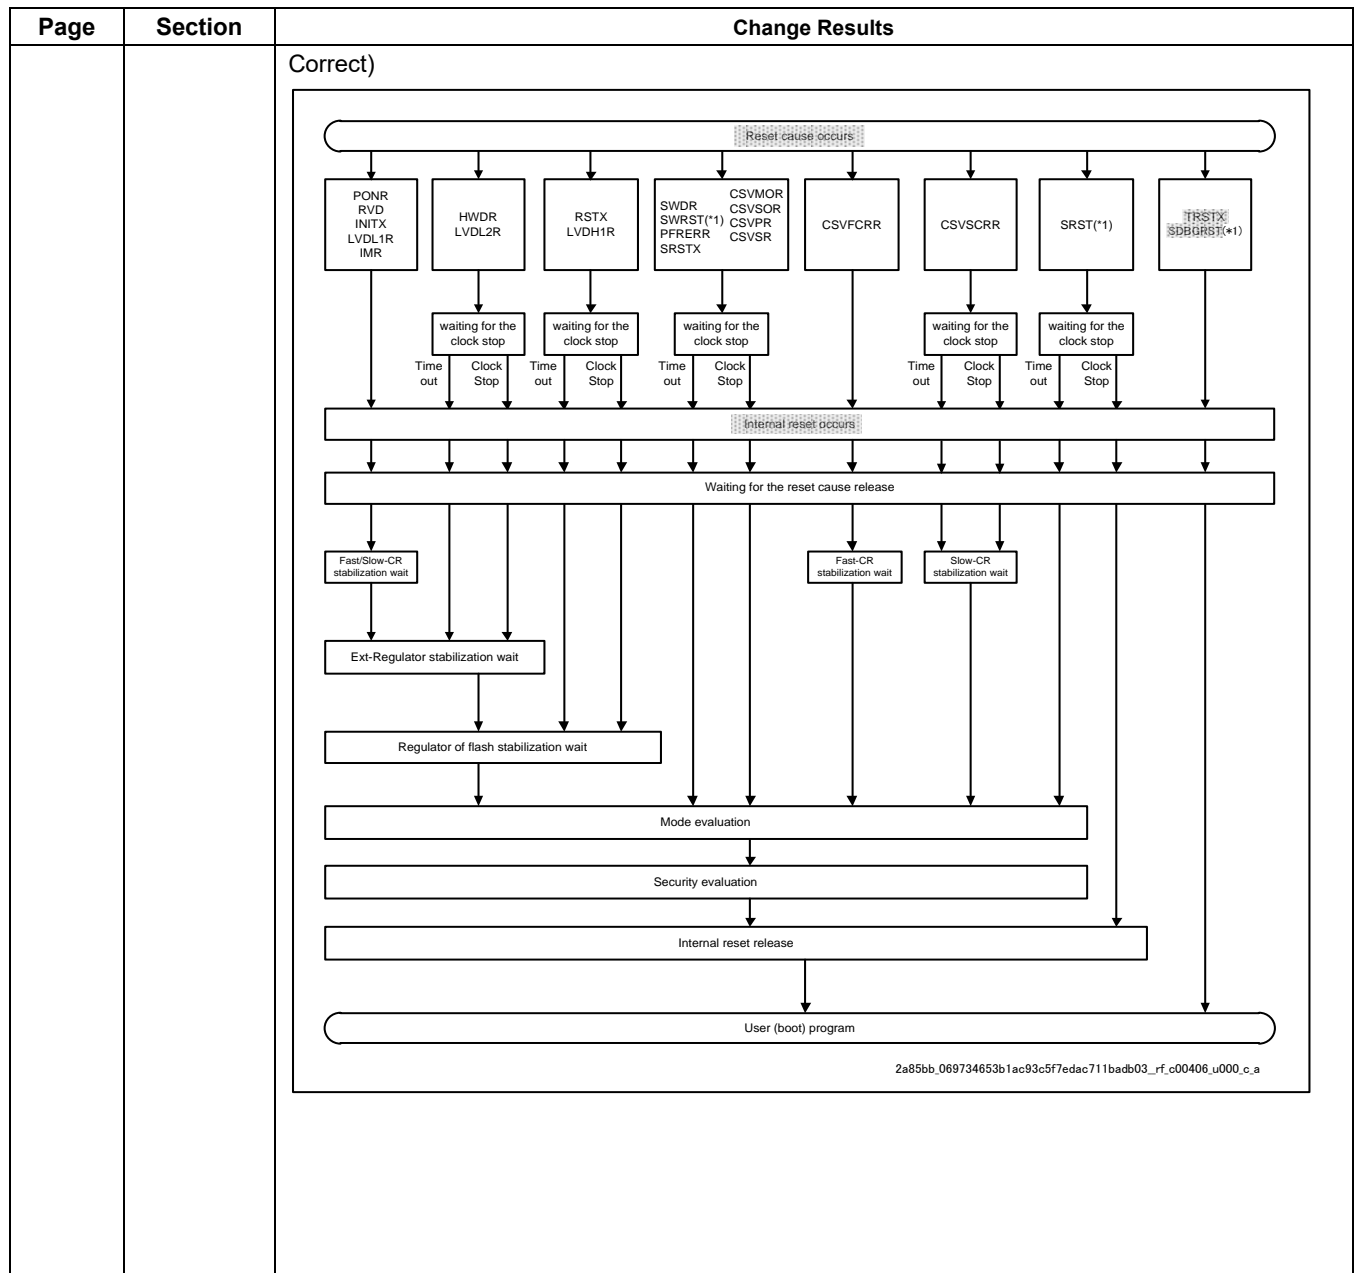 Page Section Change Results
Correct)
Reset cause occurs
PONR
RVD
INITX
LVDL1R
IMR
HWDR
LVDL2R
RSTX
LVDH1R
SWDR
SWRST(*1)
PFRERR
SRSTX
CSVMOR
CSVSOR
CSVPR
CSVSR
CSVFCRR
CSVSCRR
SRST(*1)
TRSTX
SDBGRST(*1)
waiting for the
clock stop
waiting for the
clock stop
waiting for the
clock stop
waiting for the
clock stop
waiting for the
clock stop
Time
out
Clock
Stop
Time
out
Clock
Stop
Time
out
Clock
Stop
Time
out
Clock
Stop
Time
out
Clock
Stop
Internal reset occurs
Waiting for the reset cause release
Fast/Slow-CR
stabilization wait
Fast-CR
stabilization wait
Slow-CR
stabilization wait
Ext-Regulator stabilization wait
Regulator of flash stabilization wait
Mode evaluation
Security evaluation
Internal reset release
User (boot) program
2a85bb_069734653b1ac93c5f7edac711badb03__rf_c00406_u000_c_a